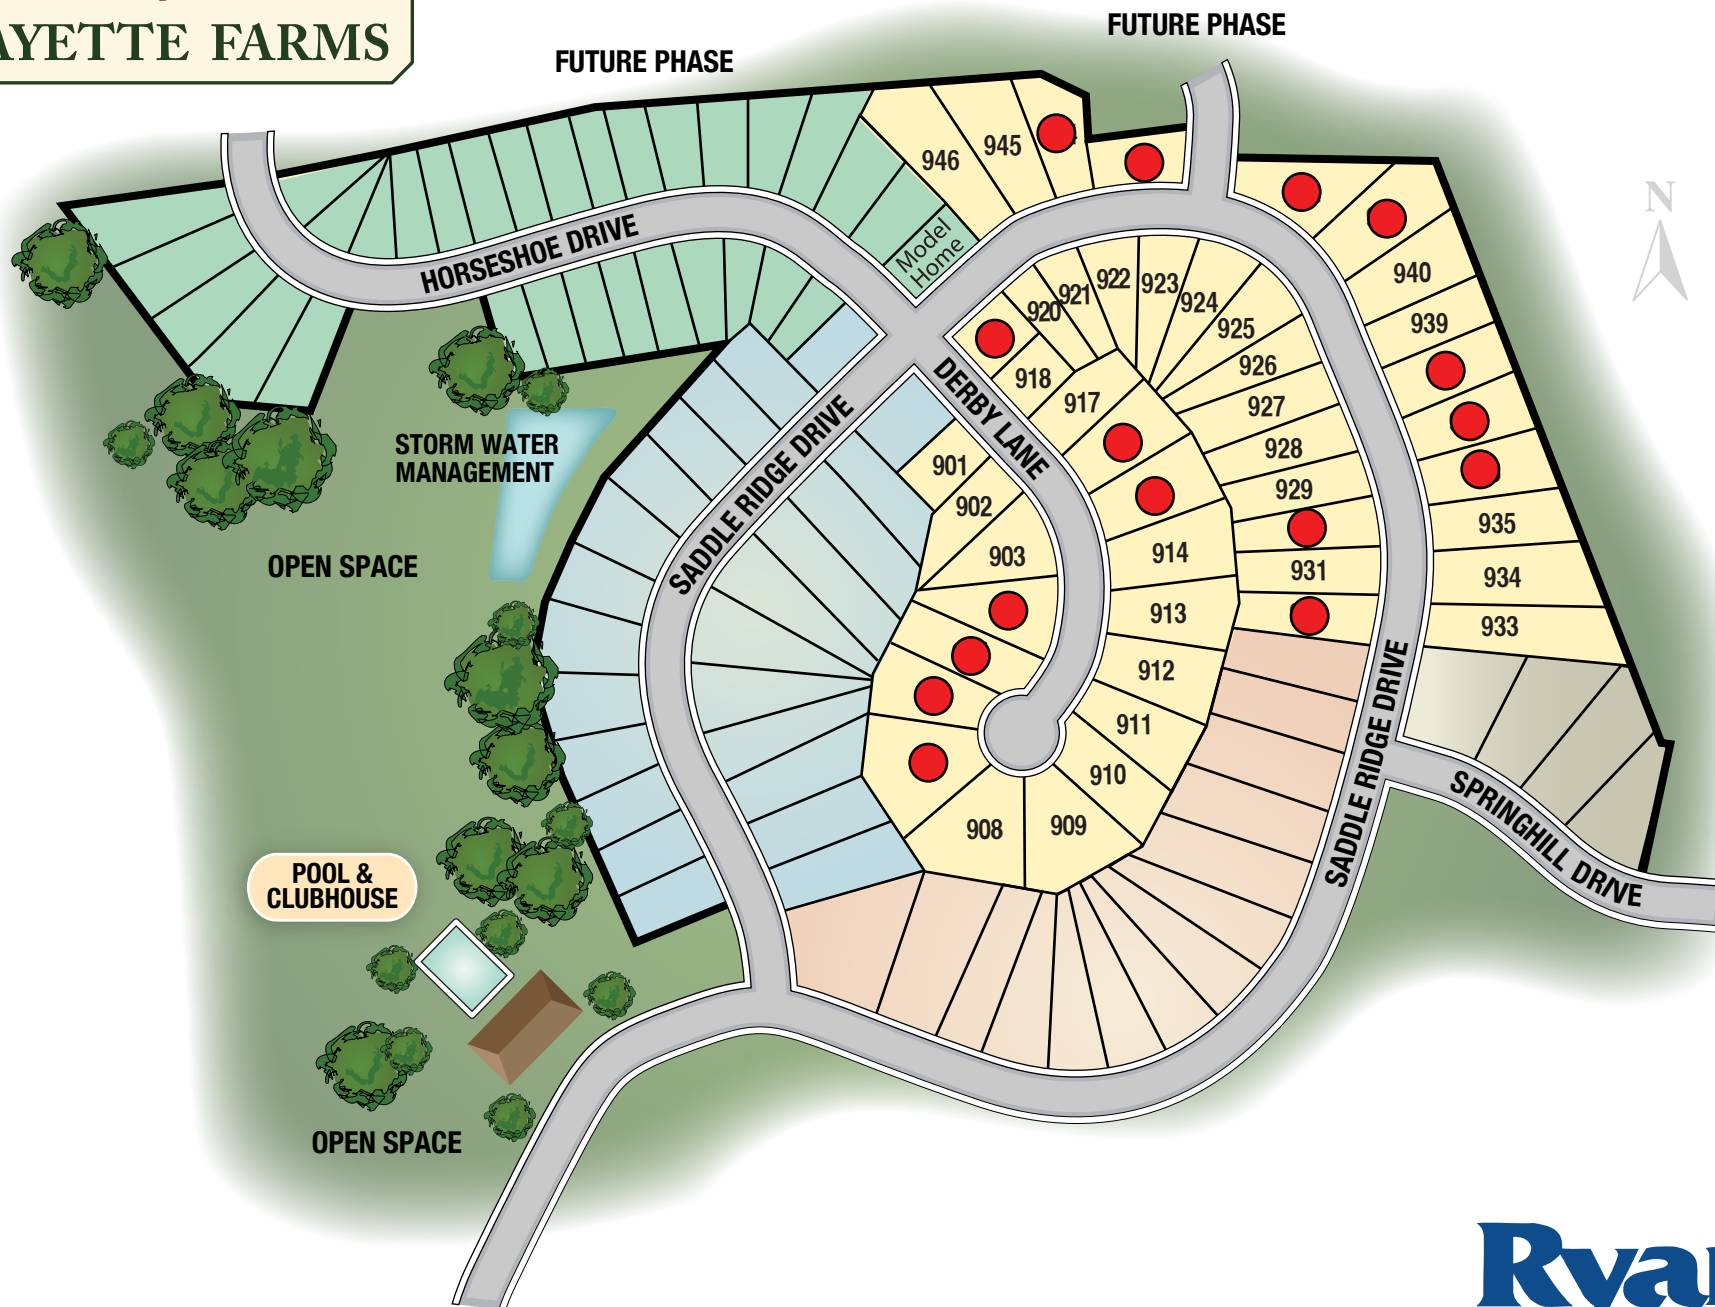 AYETTE FARMS
FUTURE PHASE
FUTURE PHASE
N
946
945
Model
Home
HORSESHOE DRIVE
940
939
920
921
922
923
924
925
926
927
928
929
918
917
DERBY LANE
901
902
903
SADDLE RIDGE DRIVE
STORM WATER
MANAGEMENT
OPEN SPACE
914
913
912
911
910
909
908
931
935
934
933
SADDLE RIDGE DRIVE
SPRINGHILL DRIVE
POOL &
CLUBHOUSE
OPEN SPACE
Rya